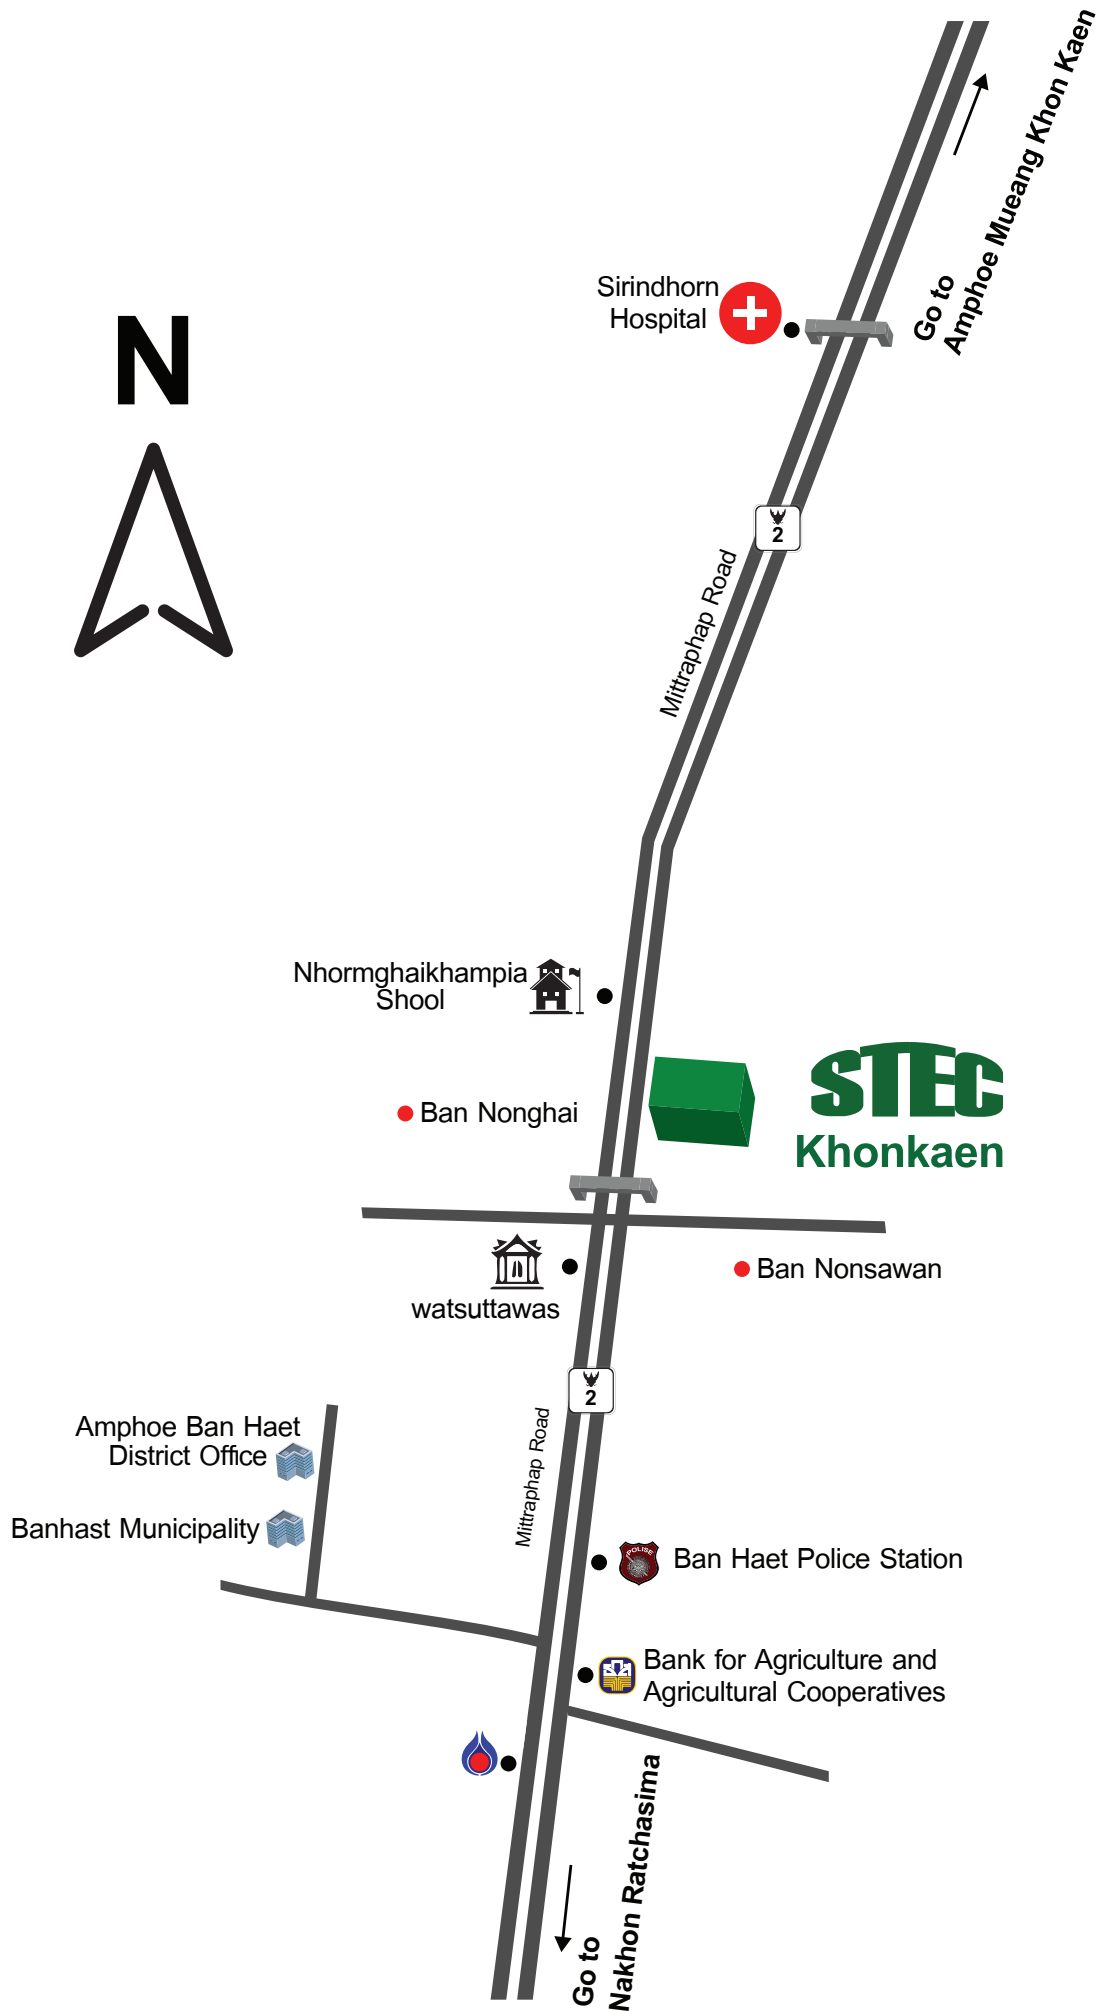 Go to
Amphoe Mueang Khon Kaen
Sirindhorn
Hospital
N
2
Mittraphap Road
Nhormghaikhampia
Shool
STEC
Khonkaen
Ban Nonghai
watsuttawas
Ban Nonsawan
2
Mittraphap Road
Amphoe Ban Haet
District Office
Banhast Municipality
POLISE
Ban Haet Police Station
Bank for Agriculture and
Agricultural Cooperatives
Go to
Nakhon Ratchasima